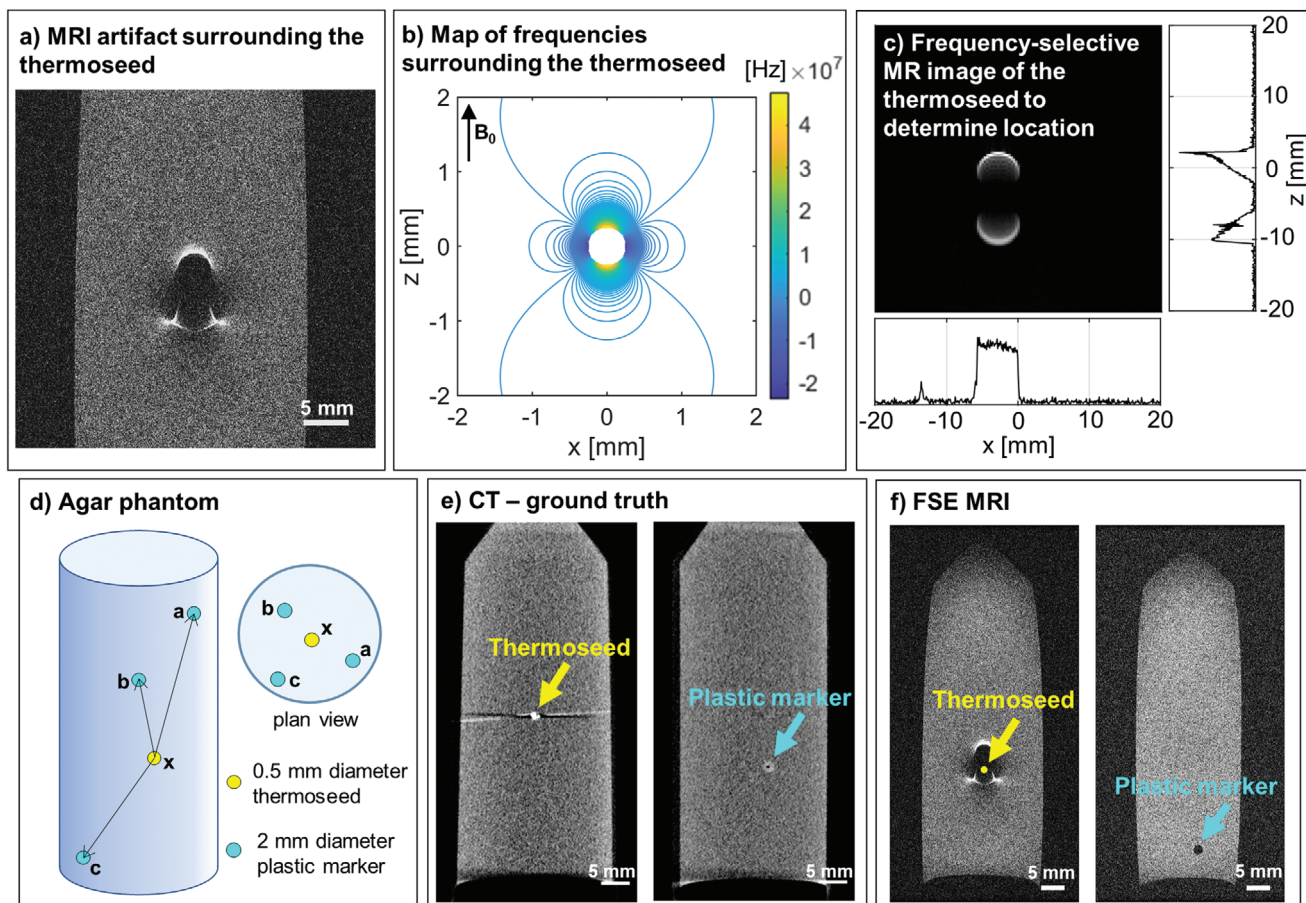 a) MRI artifact surrounding the
thermoseed
5 mm
b) Map of frequencies
surrounding the thermoseed
[Hz] ×10⁷
B₀
2
1
0
-1
-2
z [mm]
-2 -1 0 1 2
x [mm]
4
3
2
1
0
-1
-2
c) Frequency-selective
MR image of the
thermoseed to
determine location
20
10
0
-10
-20
z [mm]
-20 -10 0 10 20
x [mm]
d) Agar phantom
a
b
x
c
b
x
a
c
plan view
0.5 mm diameter
thermoseed
2 mm diameter
plastic marker
e) CT – ground truth
Thermoseed
5 mm
Plastic marker
5 mm
f) FSE MRI
Thermoseed
5 mm
Plastic marker
5 mm